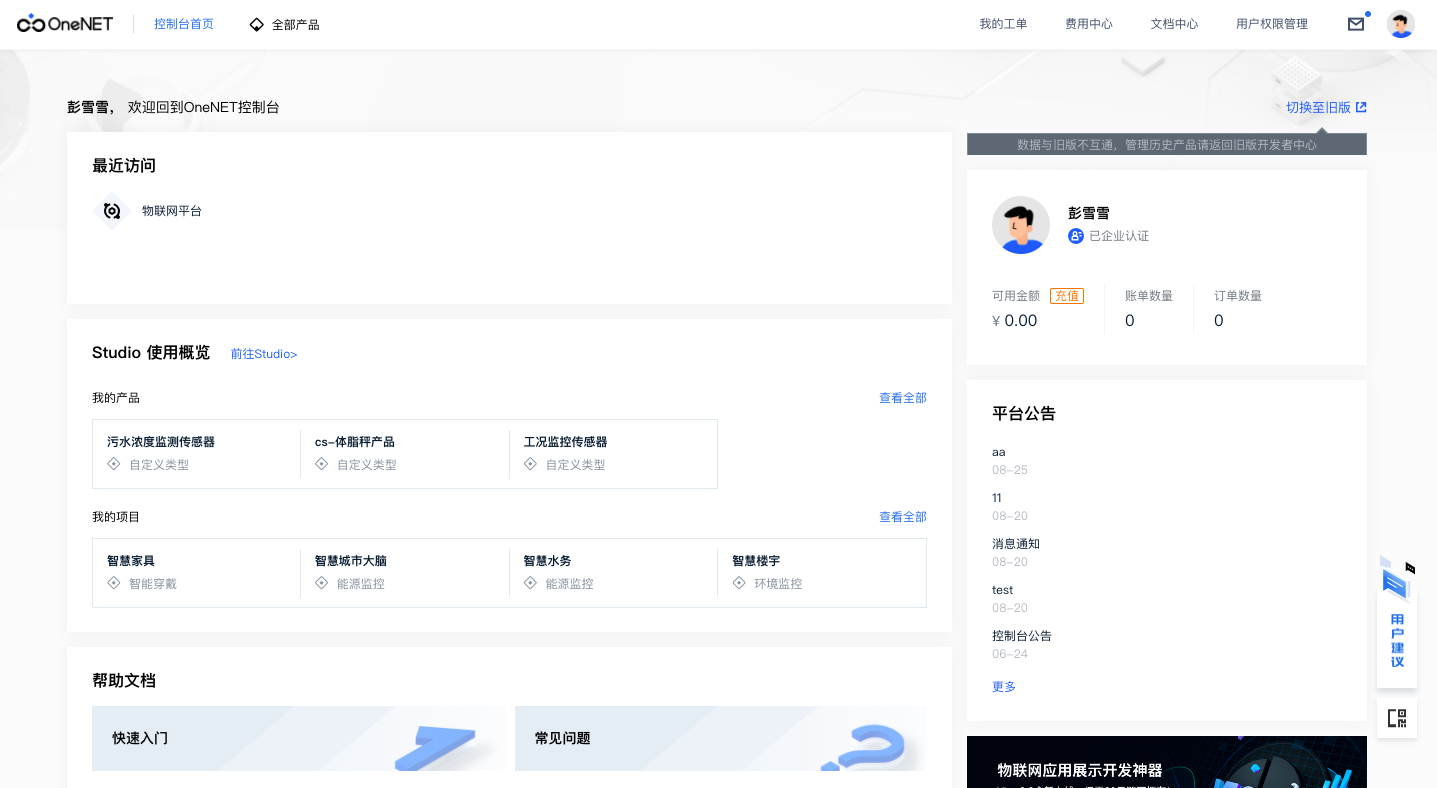 OneNET 控制台首页 全部产品 我的工单 费用中心 文档中心 用户权限管理
彭雪雪， 欢迎回到OneNET控制台
切换至旧版
数据与旧版不互通，管理历史产品请返回旧版开发者中心
最近访问
物联网平台
彭雪雪
已企业认证
可用金额 充值 账单数量 订单数量
¥ 0.00 0 0
Studio 使用概览 前往Studio>
我的产品 查看全部
污水浓度监测传感器 cs-体脂秤产品 工况监控传感器
自定义类型 自定义类型 自定义类型
我的项目 查看全部
智慧家具 智慧城市大脑 智慧水务 智慧楼宇
智能穿戴 能源监控 能源监控 环境监控
平台公告
aa
08-25
11
08-20
消息通知
08-20
test
08-20
控制台公告
06-24
更多
用户建议
帮助文档
快速入门 常见问题
物联网应用展示开发神器